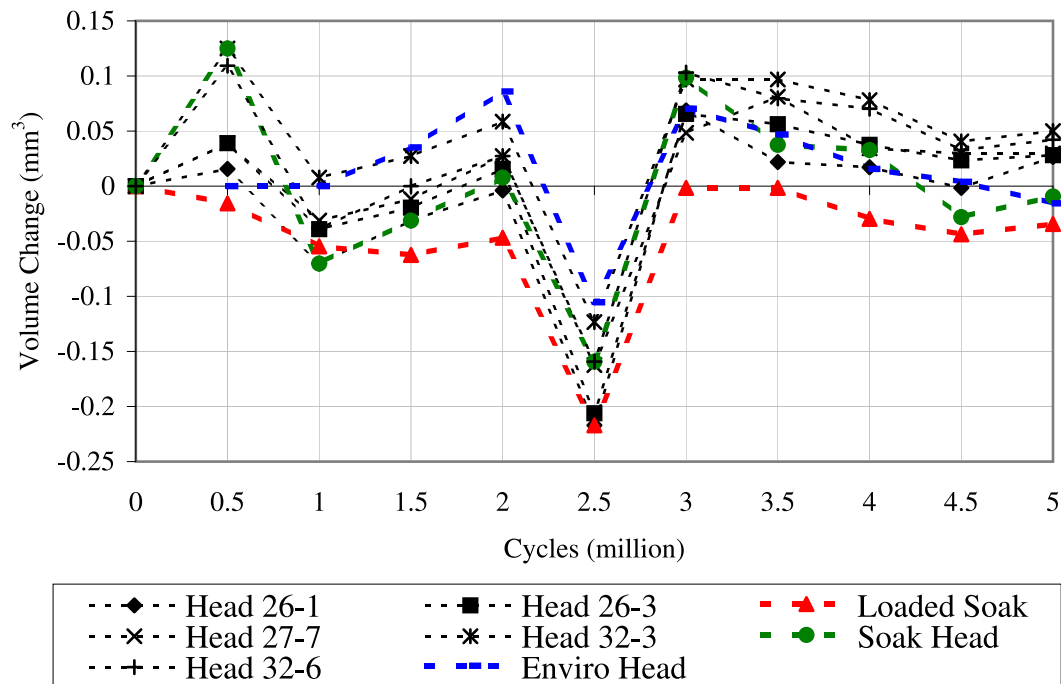 0.15
0.1
0.05
0
-0.05
-0.1
-0.15
-0.2
-0.25
Volume Change (mm³)
0 0.5 1 1.5 2 2.5 3 3.5 4 4.5 5
Cycles (million)
Head 26-1 Head 26-3 Loaded Soak
Head 27-7 Head 32-3 Soak Head
Head 32-6 Enviro Head